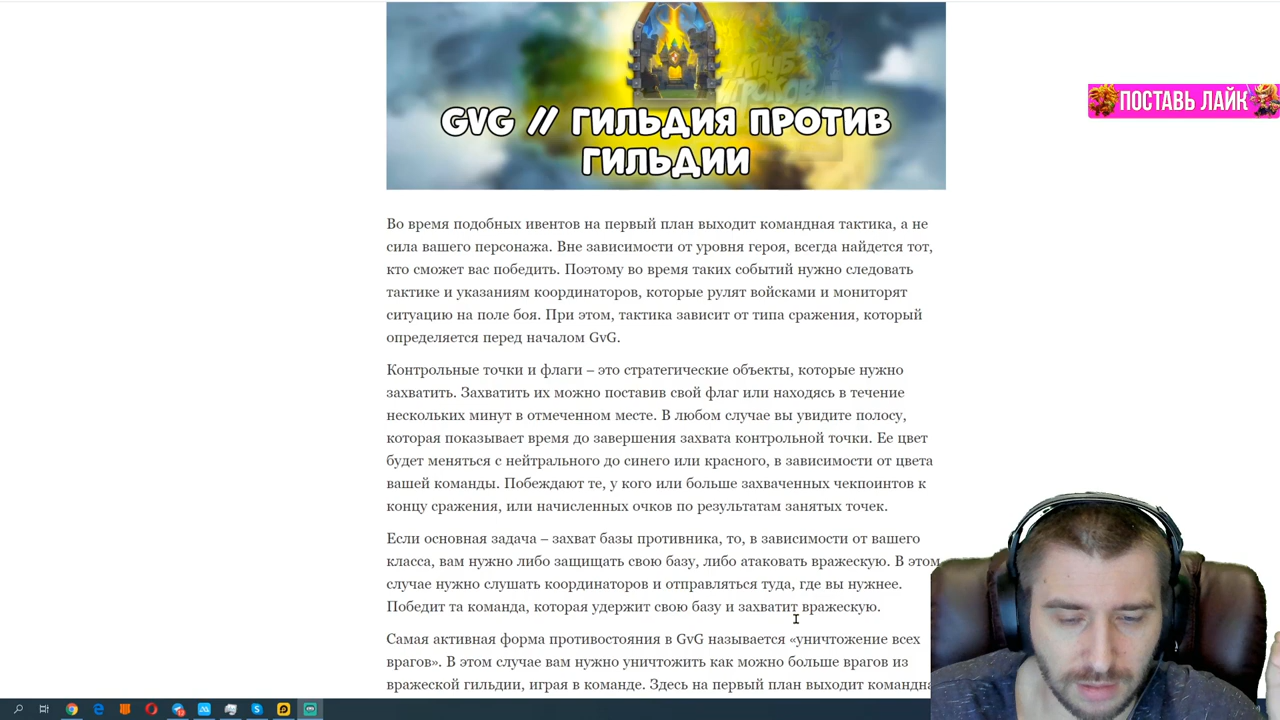 КЛУБ
ИГРОКОВ
GVG // ГИЛЬДИЯ ПРОТИВ
ГИЛЬДИИ
ПОСТАВЬ ЛАЙК
Во время подобных ивентов на первый план выходит командная тактика, а не
сила вашего персонажа. Вне зависимости от уровня героя, всегда найдется тот,
кто сможет вас победить. Поэтому во время таких событий нужно следовать
тактике и указаниям координаторов, которые рулят войсками и мониторят
ситуацию на поле боя. При этом, тактика зависит от типа сражения, который
определяется перед началом GvG.
Контрольные точки и флаги – это стратегические объекты, которые нужно
захватить. Захватить их можно поставив свой флаг или находясь в течение
нескольких минут в отмеченном месте. В любом случае вы увидите полосу,
которая показывает время до завершения захвата контрольной точки. Ее цвет
будет меняться с нейтрального до синего или красного, в зависимости от цвета
вашей команды. Побеждают те, у кого или больше захваченных чекпоинтов к
концу сражения, или начисленных очков по результатам занятых точек.
Если основная задача – захват базы противника, то, в зависимости от вашего
класса, вам нужно либо защищать свою базу, либо атаковать вражескую. В этом
случае нужно слушать координаторов и отправляться туда, где вы нужнее.
Победит та команда, которая удержит свою базу и захватит вражескую.
Самая активная форма противостояния в GvG называется «уничтожение всех
врагов». В этом случае вам нужно уничтожить как можно больше врагов из
вражеской гильдии, играя в команде. Здесь на первый план выходит командна